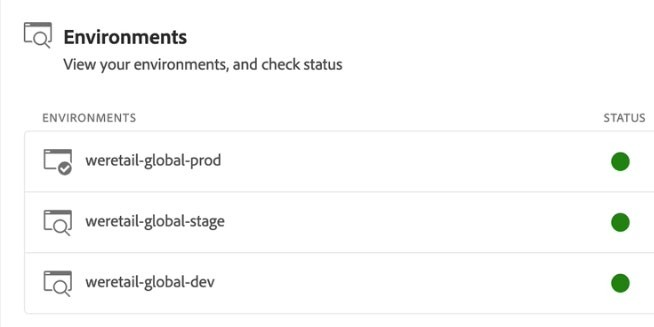 Environments
View your environments, and check status
ENVIRONMENTS STATUS
weretail-global-prod
weretail-global-stage
weretail-global-dev